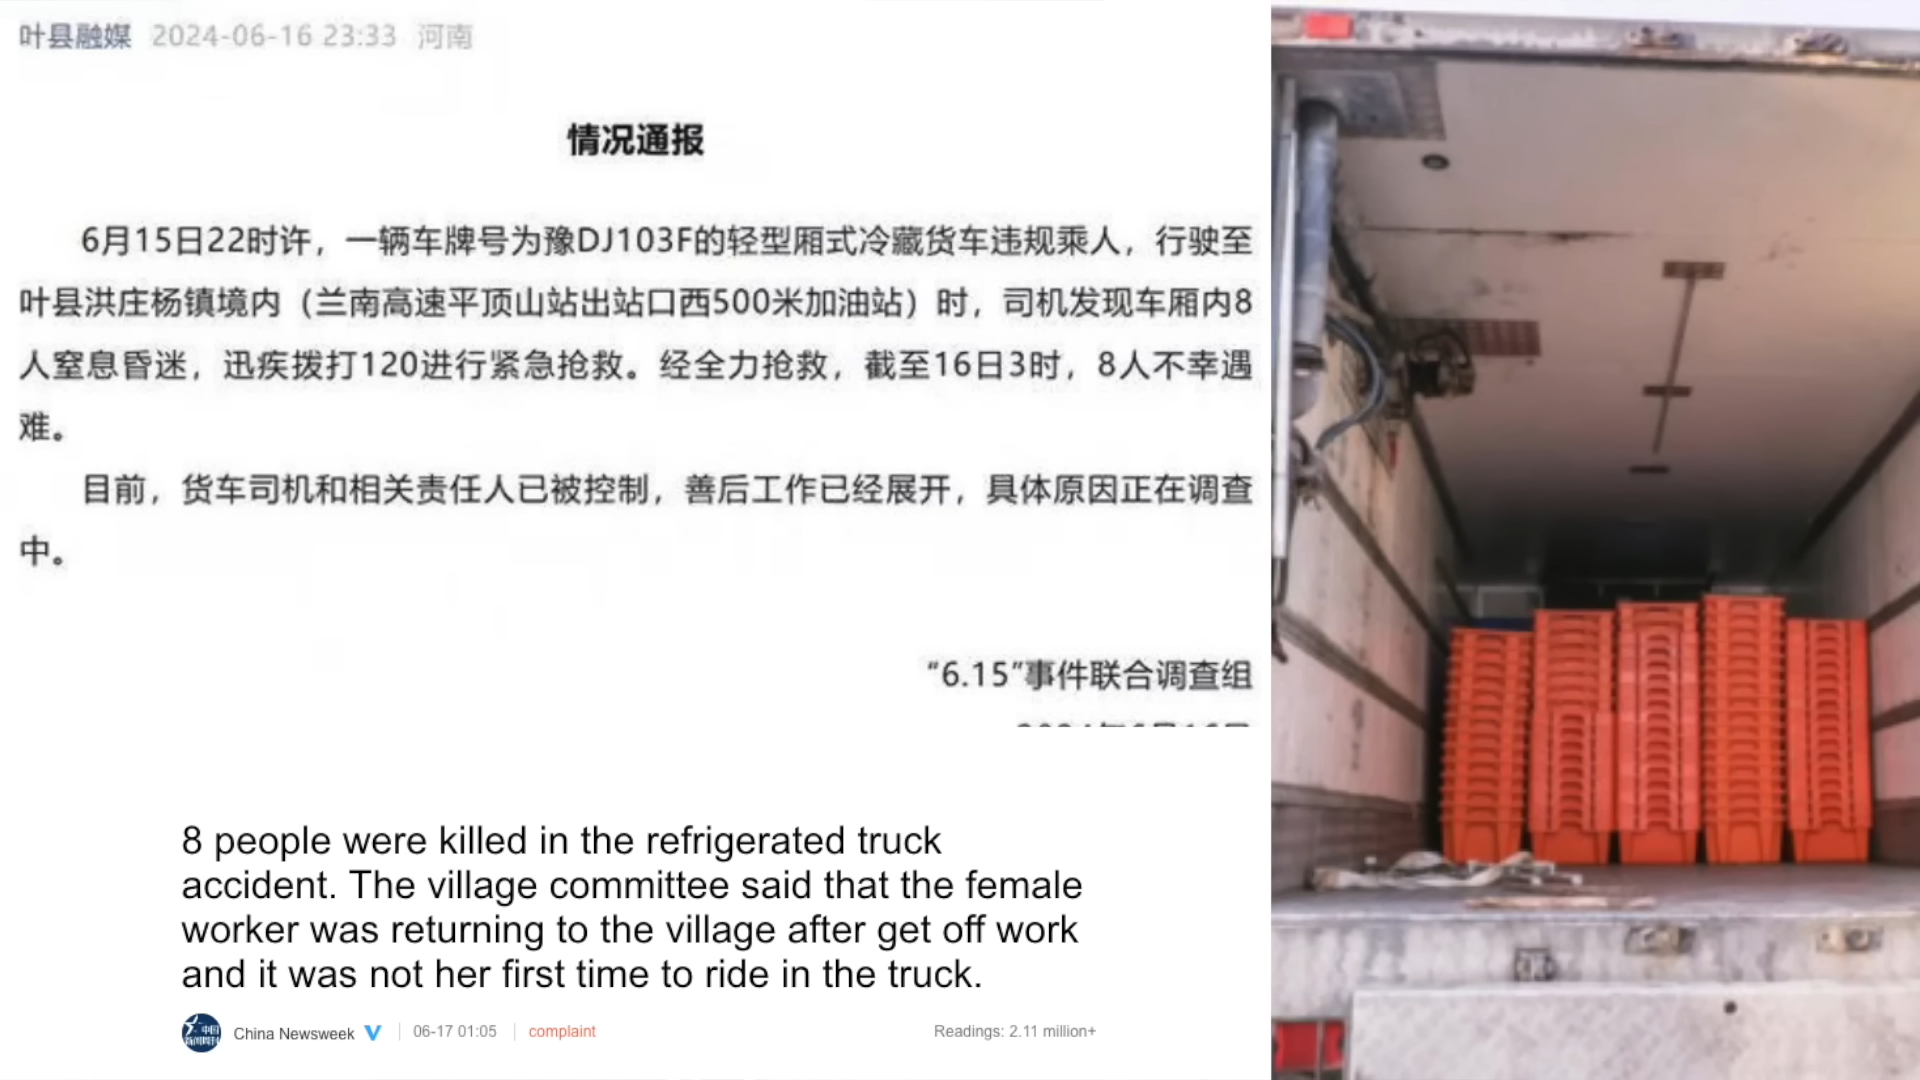 叶县融媒 2024-06-16 23:33 河南
情况通报
6月15日22时许，一辆车牌号为豫DJ103F的轻型厢式冷藏货车违规乘人，行驶至
叶县洪庄杨镇境内（兰南高速平顶山站出站口西500米加油站）时，司机发现车厢内8
人窒息昏迷，迅疾拨打120进行紧急抢救。经全力抢救，截至16日3时，8人不幸遇
难。
目前，货车司机和相关责任人已被控制，善后工作已经展开，具体原因正在调查
中。
“6.15”事件联合调查组
8 people were killed in the refrigerated truck
accident. The village committee said that the female
worker was returning to the village after get off work
and it was not her first time to ride in the truck.
中国
新闻周刊
China Newsweek 06-17 01:05 complaint Readings: 2.11 million+